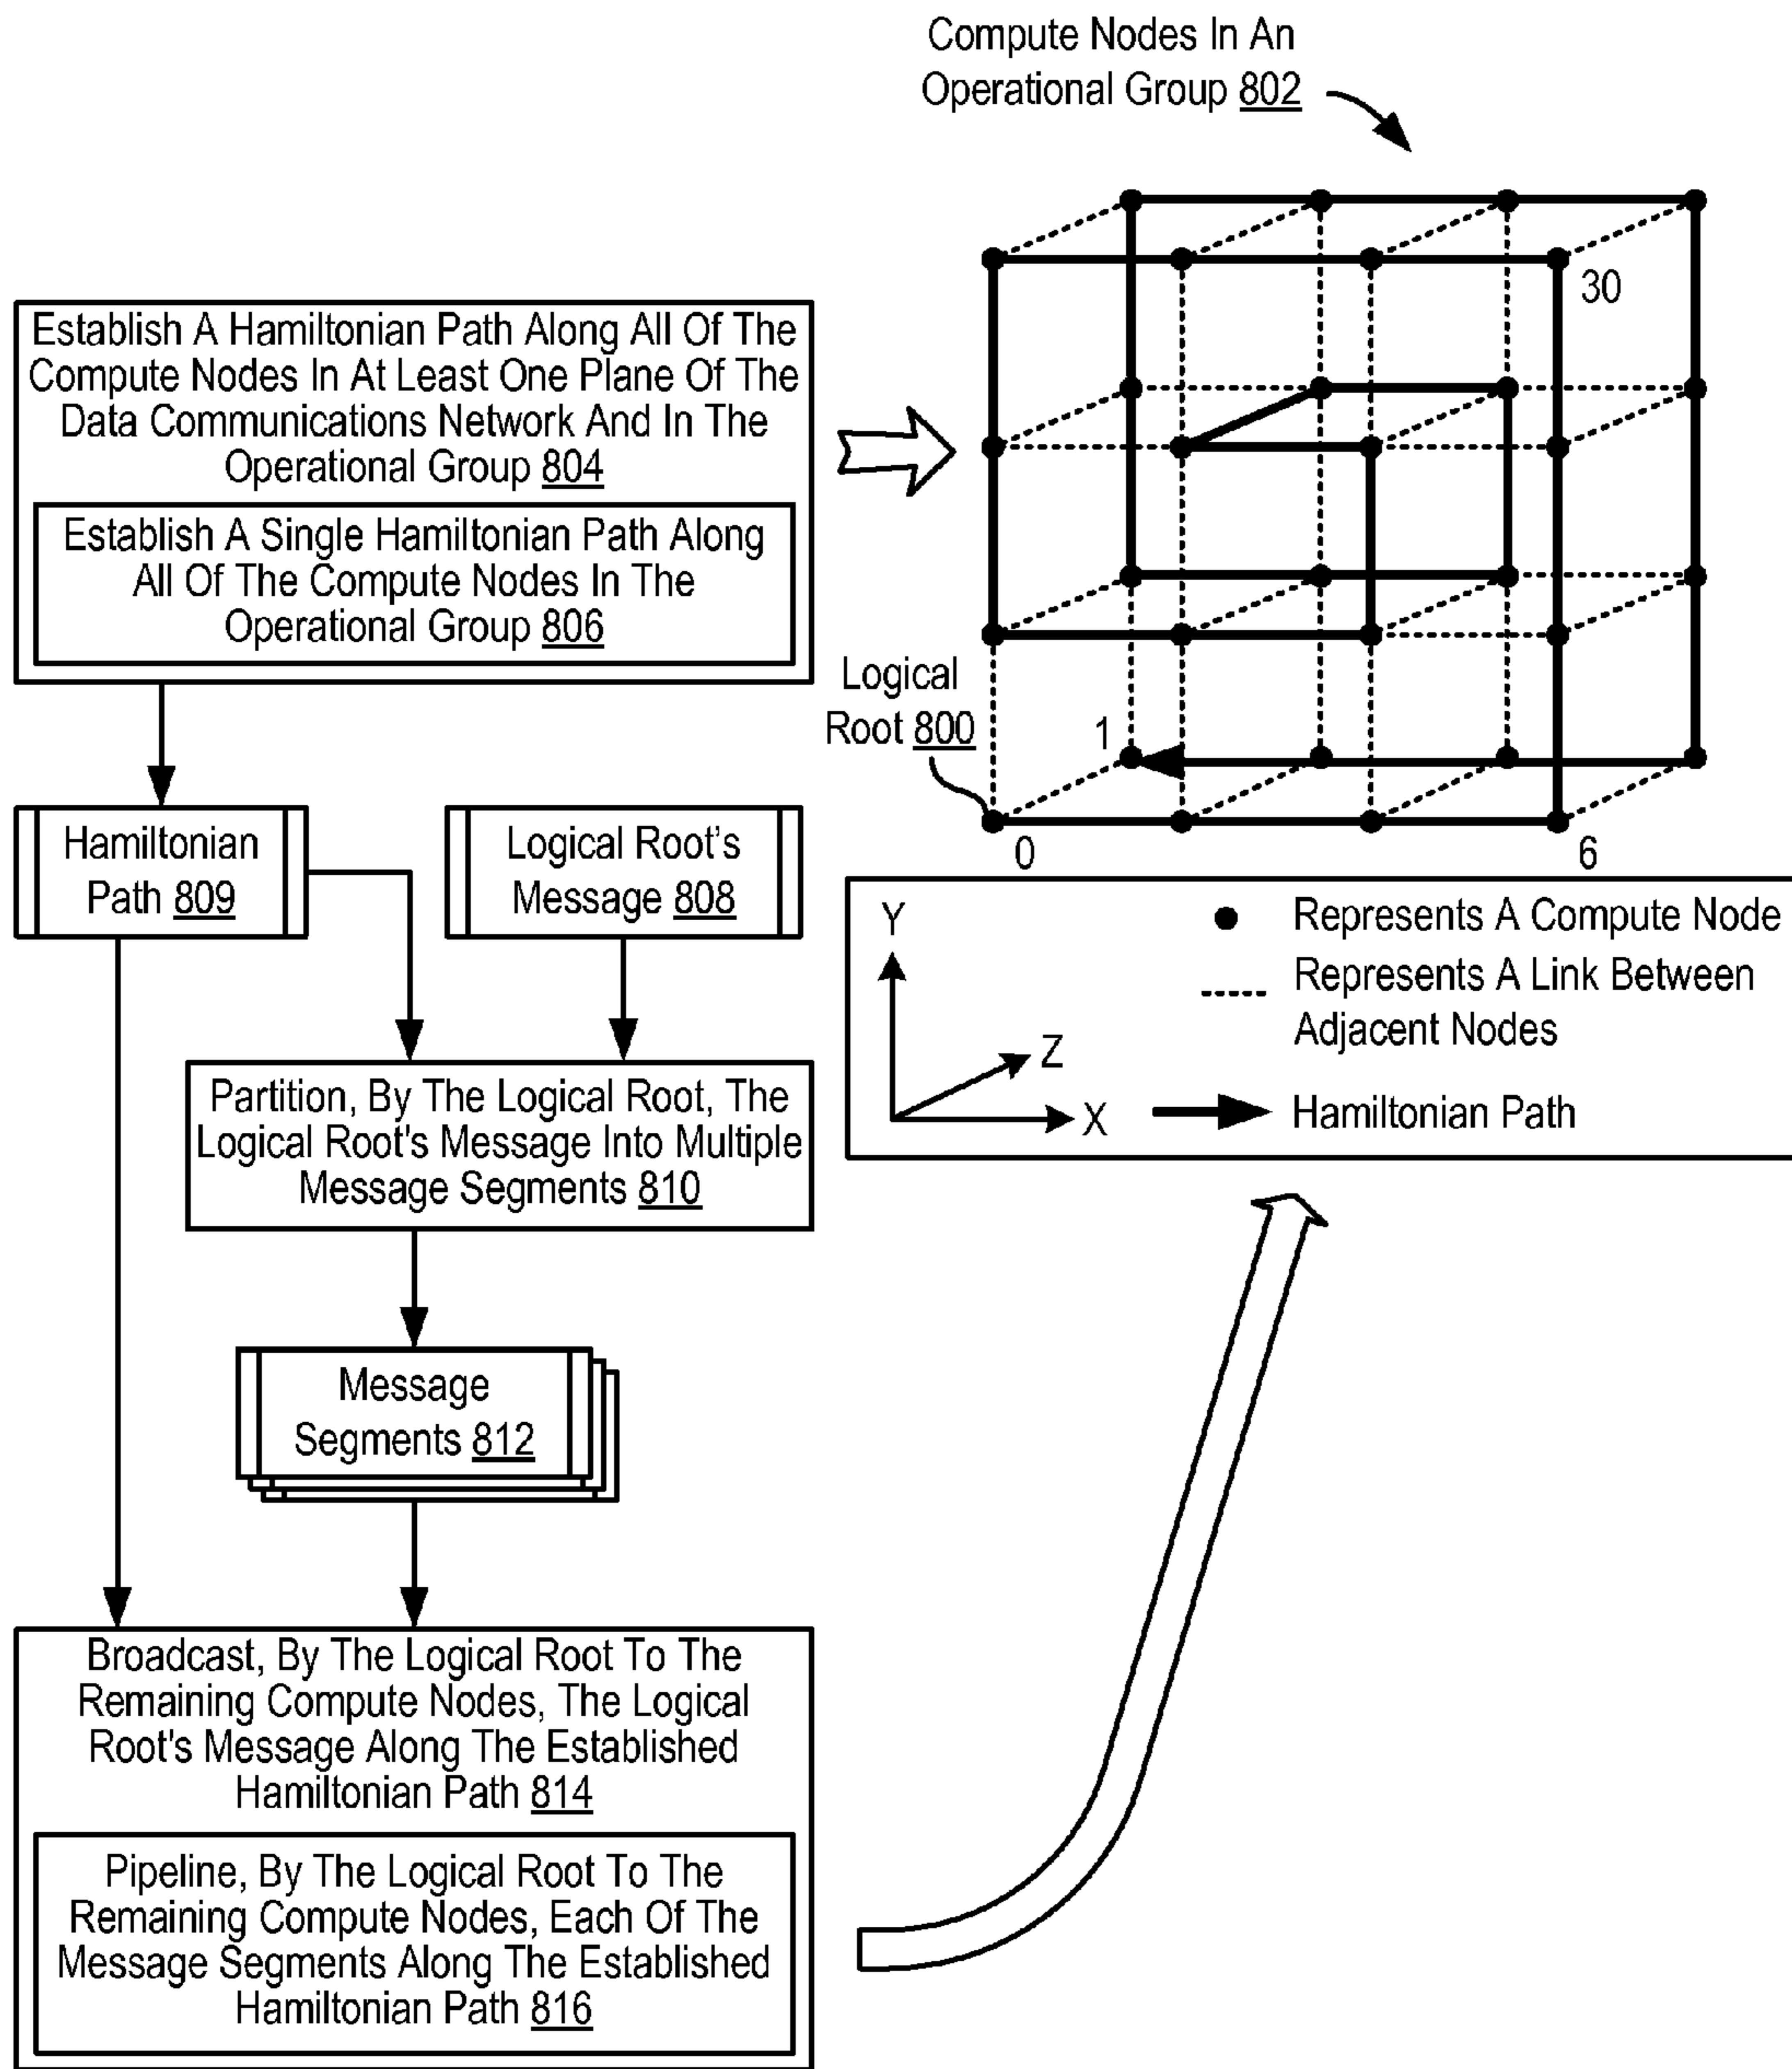 Compute Nodes In An
Operational Group 802
30
Establish A Hamiltonian Path Along All Of The
Compute Nodes In At Least One Plane Of The
Data Communications Network And In The
Operational Group 804
Establish A Single Hamiltonian Path Along
All Of The Compute Nodes In The
Operational Group 806
Logical
Root 800
1
0
6
Hamiltonian
Path 809
Logical Root's
Message 808
Y
Z
X
Represents A Compute Node
Represents A Link Between
Adjacent Nodes
Hamiltonian Path
Partition, By The Logical Root, The
Logical Root's Message Into Multiple
Message Segments 810
Message
Segments 812
Broadcast, By The Logical Root To The
Remaining Compute Nodes, The Logical
Root's Message Along The Established
Hamiltonian Path 814
Pipeline, By The Logical Root To The
Remaining Compute Nodes, Each Of The
Message Segments Along The Established
Hamiltonian Path 816